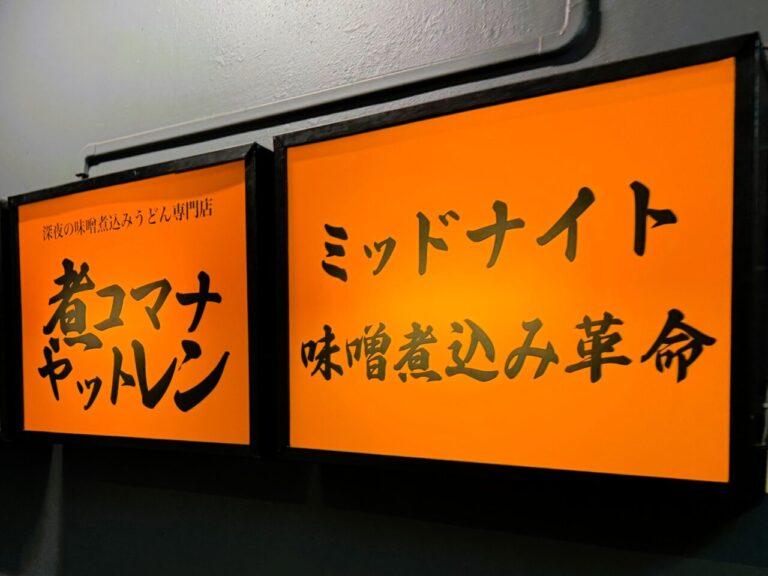 深夜の味噌煮込みうどん専門店
煮コマナ
ヤットレン
ミッドナイト
味噌煮込み革命